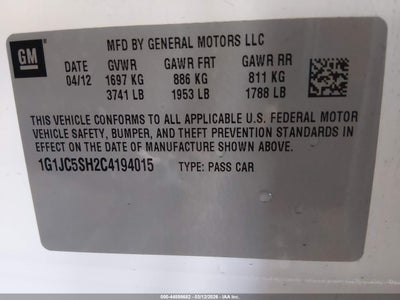 GM
MFD BY GENERAL MOTORS LLC
DATE GVWR GAWR FRT GAWR RR
04/12 1697 KG 886 KG 811 KG
3741 LB 1953 LB 1788 LB
THIS VEHICLE CONFORMS TO ALL APPLICABLE U.S. FEDERAL MOTOR
VEHICLE SAFETY, BUMPER, AND THEFT PREVENTION STANDARDS IN
EFFECT ON THE DATE OF MANUFACTURE SHOWN ABOVE.
1G1JC5SH2C4194015 TYPE: PASS CAR